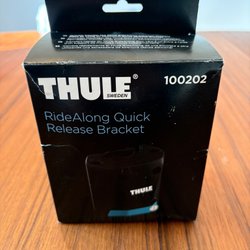 THULE
SWEDEN
100202
RideAlong Quick
Release Bracket
THULE